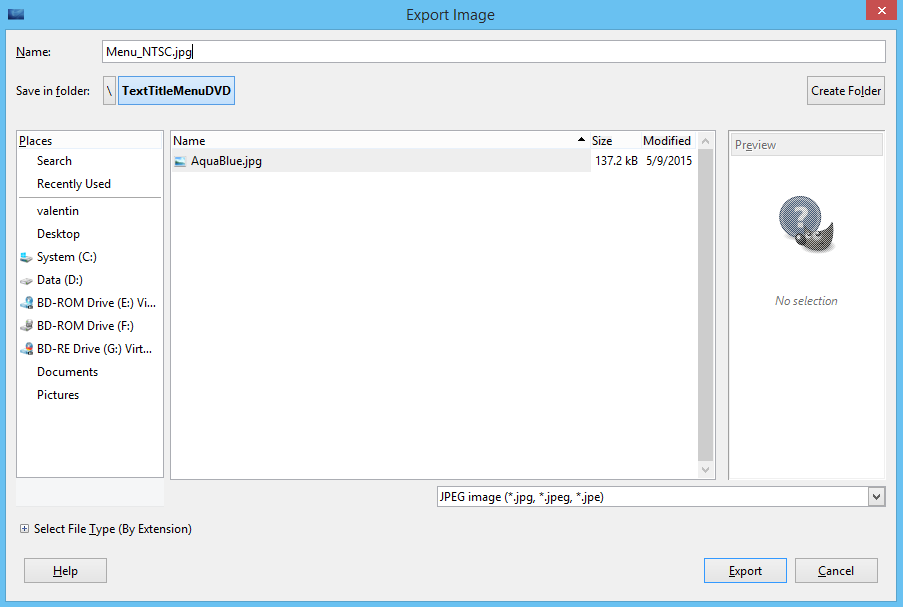 Export Image
Name: Menu_NTSC.jpg
Save in folder: \ TextTitleMenuDVD Create Folder
Places
Search
Recently Used
valentin
Desktop
System (C:)
Data (D:)
BD-ROM Drive (E:) Vi...
BD-ROM Drive (F:)
BD-RE Drive (G:) Virt...
Documents
Pictures
Name Size Modified
AquaBlue.jpg 137.2 kB 5/9/2015
Preview
?
No selection
JPEG image (*.jpg, *.jpeg, *.jpe)
Select File Type (By Extension)
Help Export Cancel